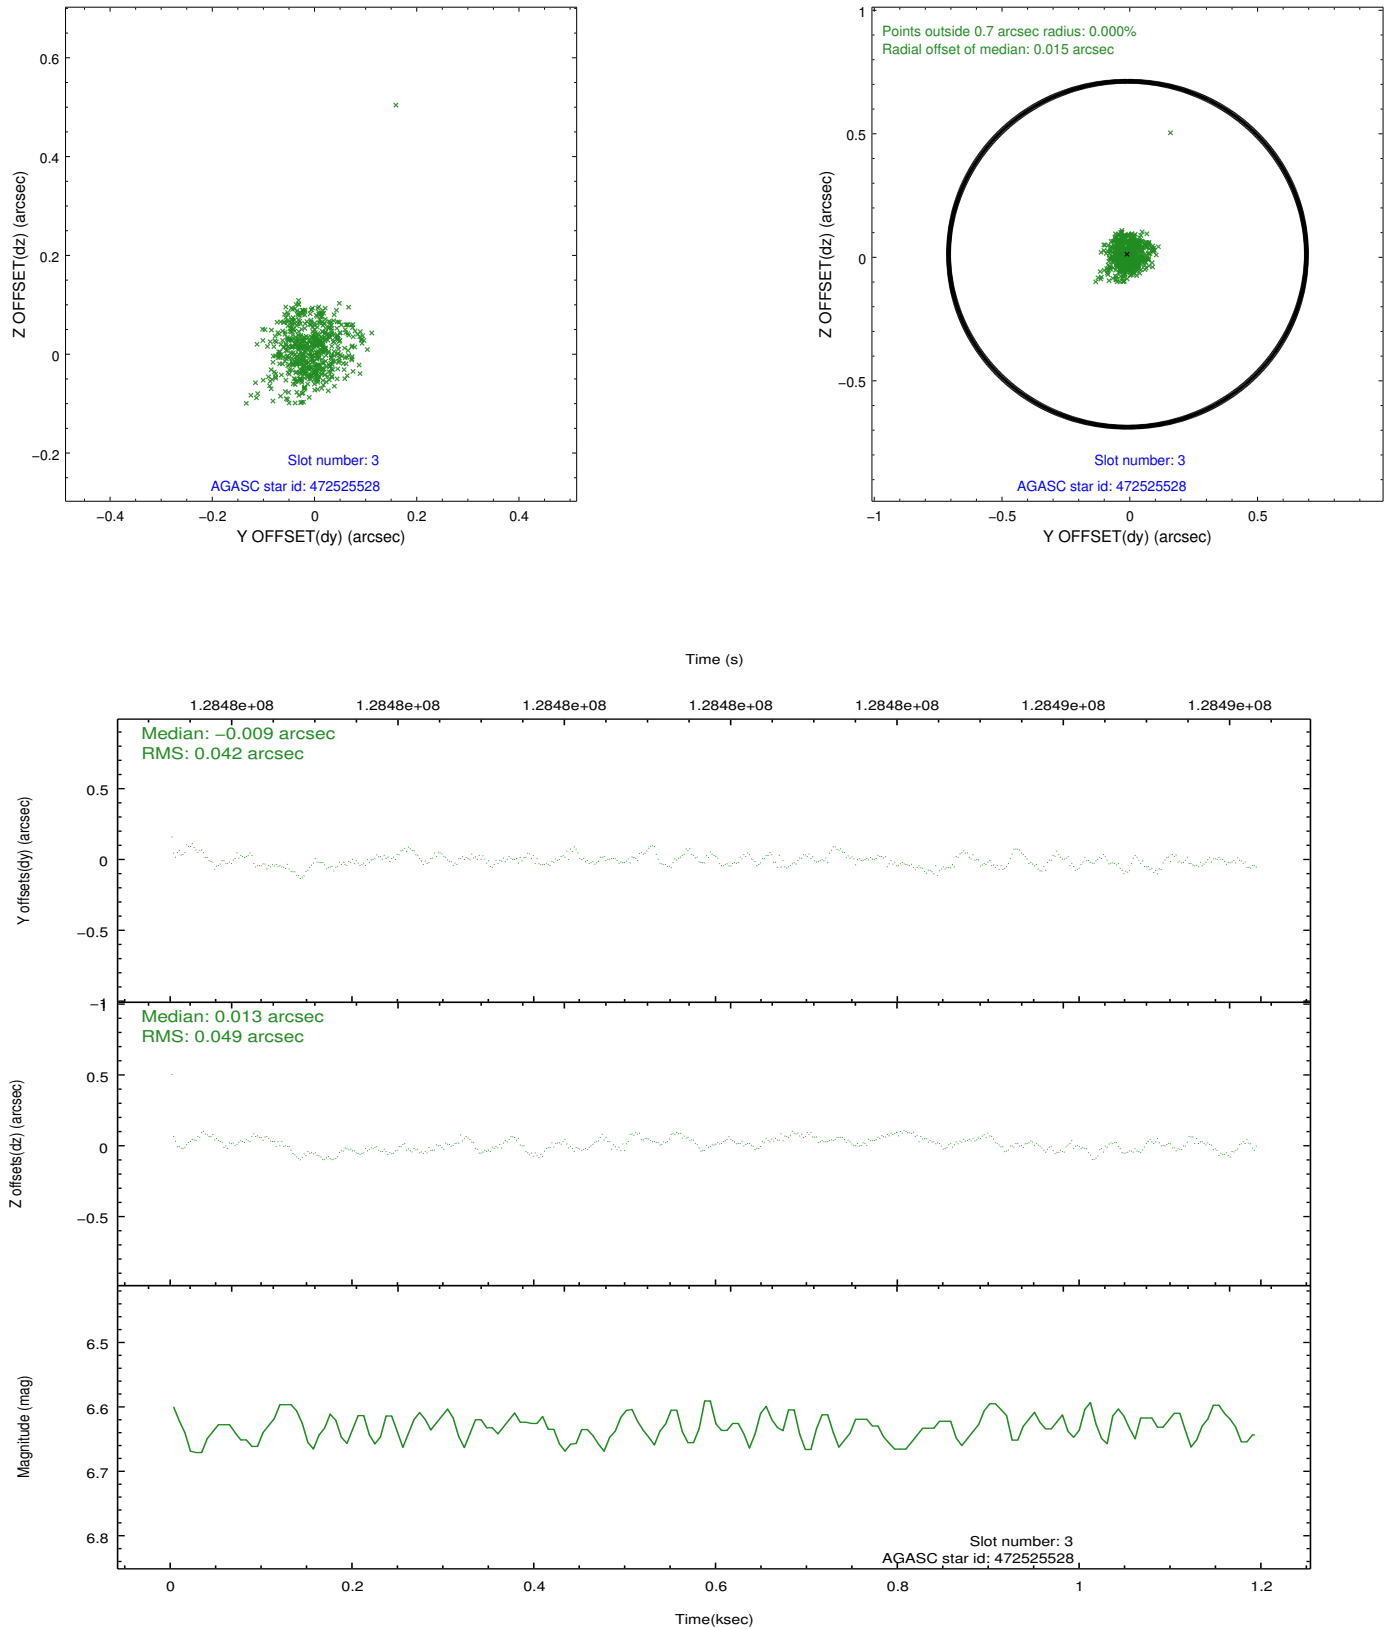 0.6
0.4
0.2
0
−0.2
Z OFFSET(dz) (arcsec)
−0.4
−0.2
0
0.2
0.4
Y OFFSET(dy) (arcsec)
Slot number: 3
AGASC star id: 472525528
Points outside 0.7 arcsec radius: 0.000%
Radial offset of median: 0.015 arcsec
1
0.5
0
−0.5
Z OFFSET(dz) (arcsec)
−1
−0.5
0
0.5
Y OFFSET(dy) (arcsec)
Slot number: 3
AGASC star id: 472525528
Time (s)
1.2848e+08
1.2848e+08
1.2848e+08
1.2848e+08
1.2848e+08
1.2849e+08
1.2849e+08
Median: −0.009 arcsec
RMS: 0.042 arcsec
0.5
0
−0.5
−1
Y offsets(dy) (arcsec)
Median: 0.013 arcsec
RMS: 0.049 arcsec
1
0.5
0
−0.5
Z offsets(dz) (arcsec)
6.5
6.6
6.7
6.8
Magnitude (mag)
Slot number: 3
AGASC star id: 472525528
0
0.2
0.4
0.6
0.8
1
1.2
Time(ksec)